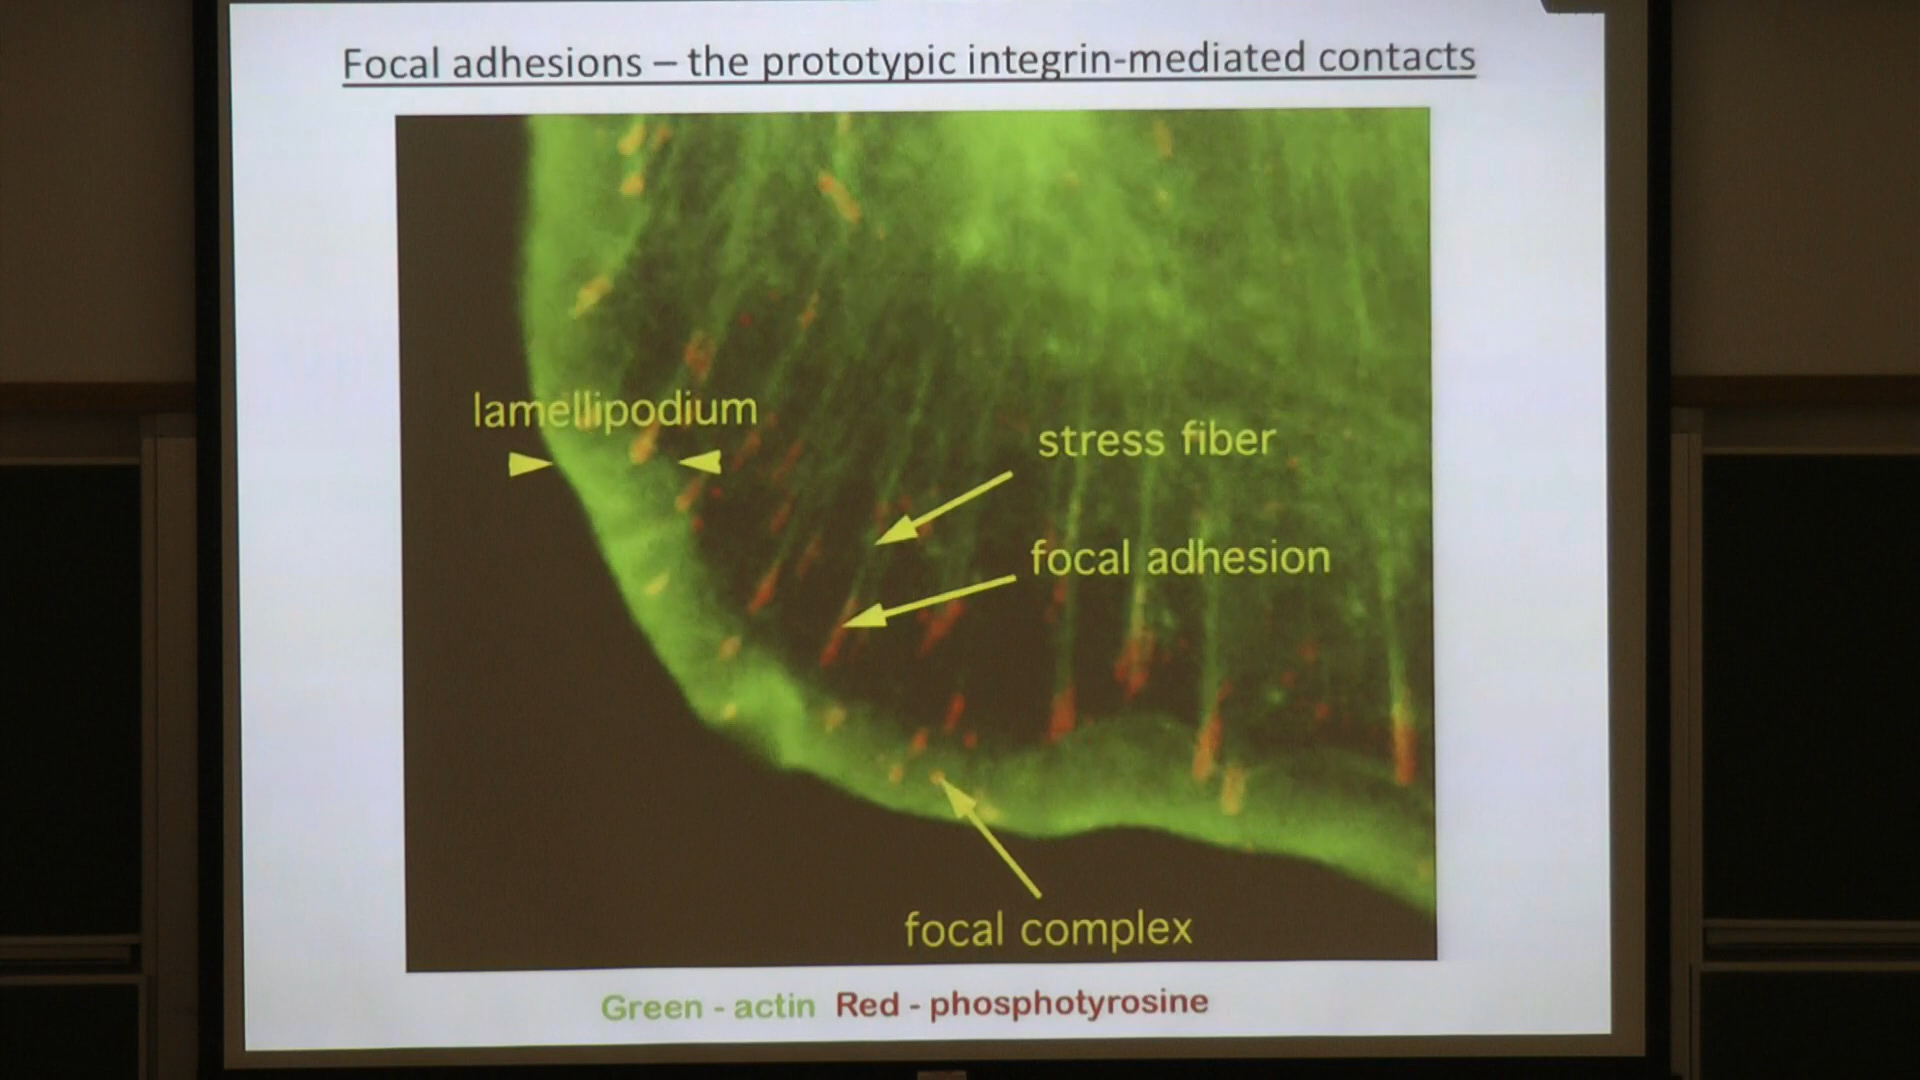 Focal adhesions – the prototypic integrin-mediated contacts
lamellipodium
stress fiber
focal adhesion
focal complex
Green - actin Red - phosphotyrosine